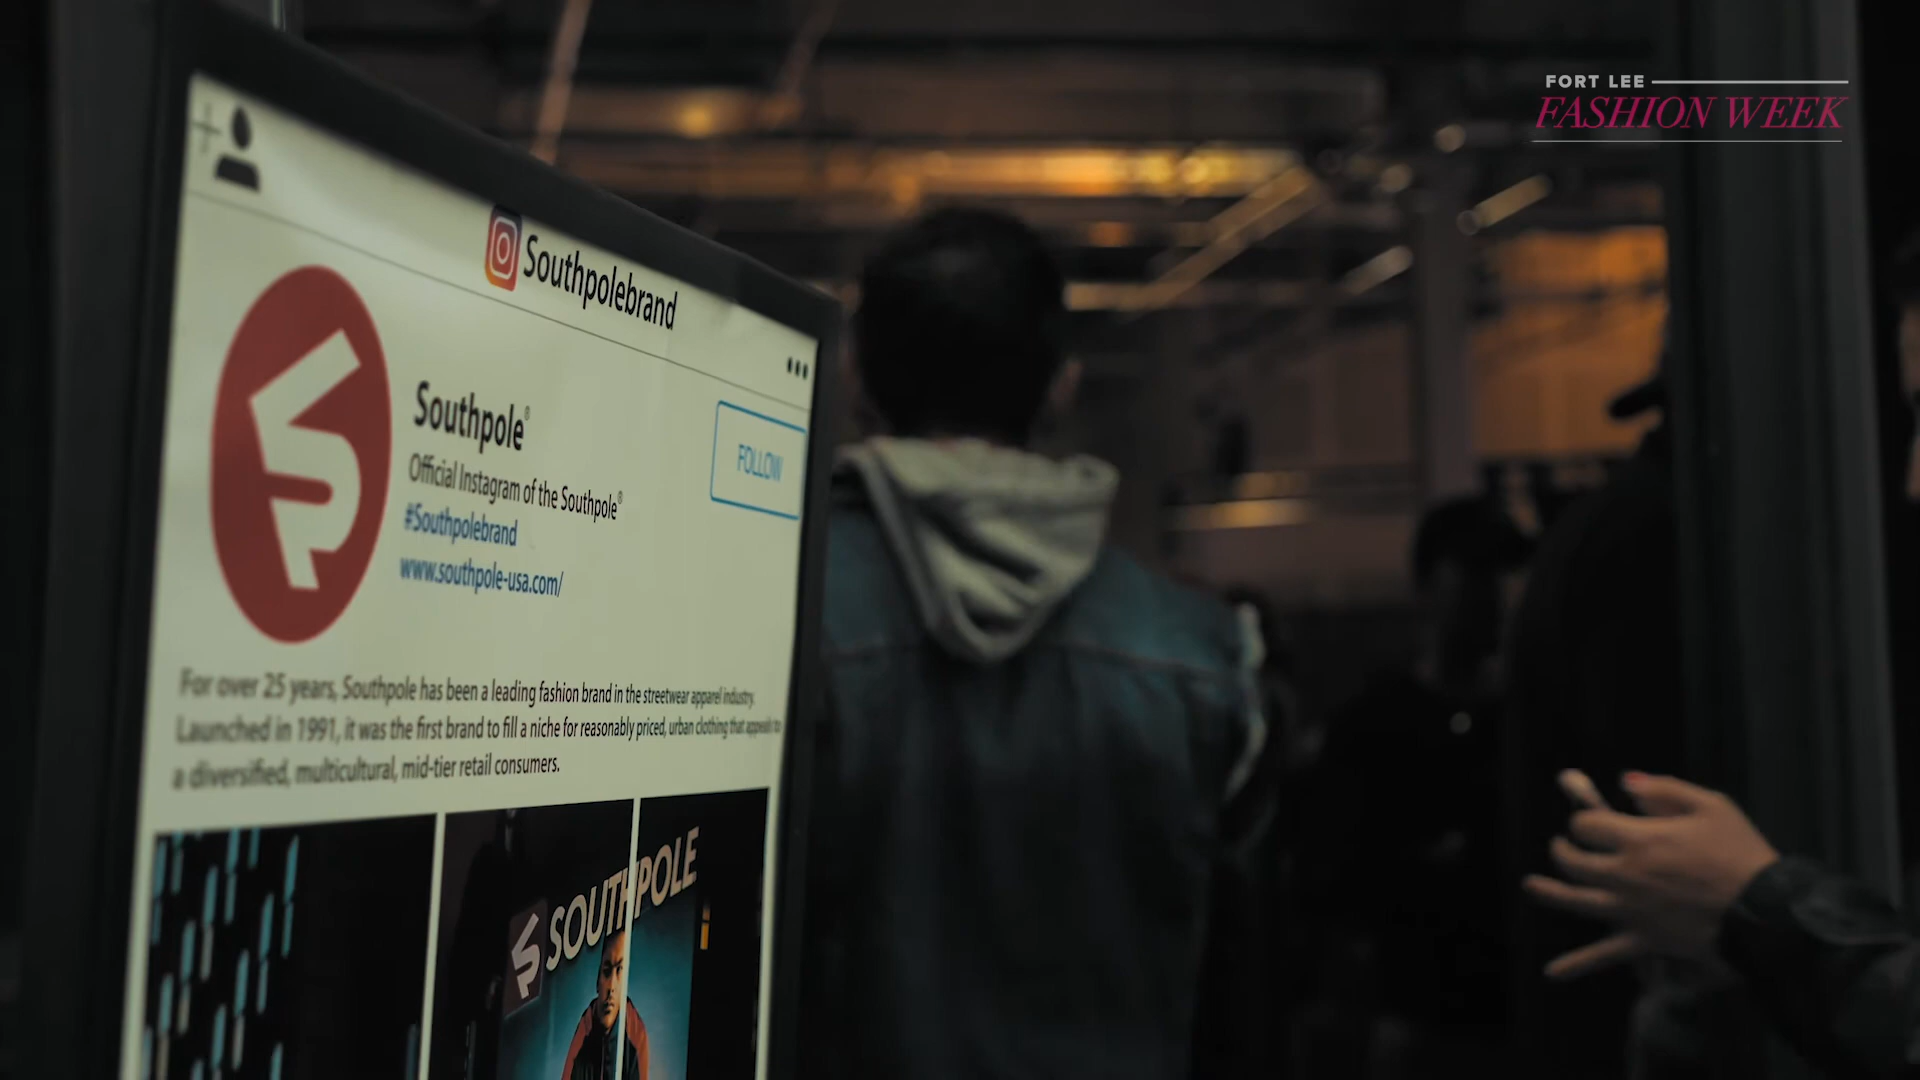 FORT LEE
FASHION WEEK
Southpolebrand
Southpole®
Official Instagram of the Southpole®
#Southpolebrand
www.southpole-usa.com/
FOLLOW
For over 25 years, Southpole has been a leading fashion brand in the streetwear apparel industry.
Launched in 1991, it was the first brand to fill a niche for reasonably priced, urban clothing that appeals to
a diversified, multicultural, mid-tier retail consumers.
SOUTHPOLE